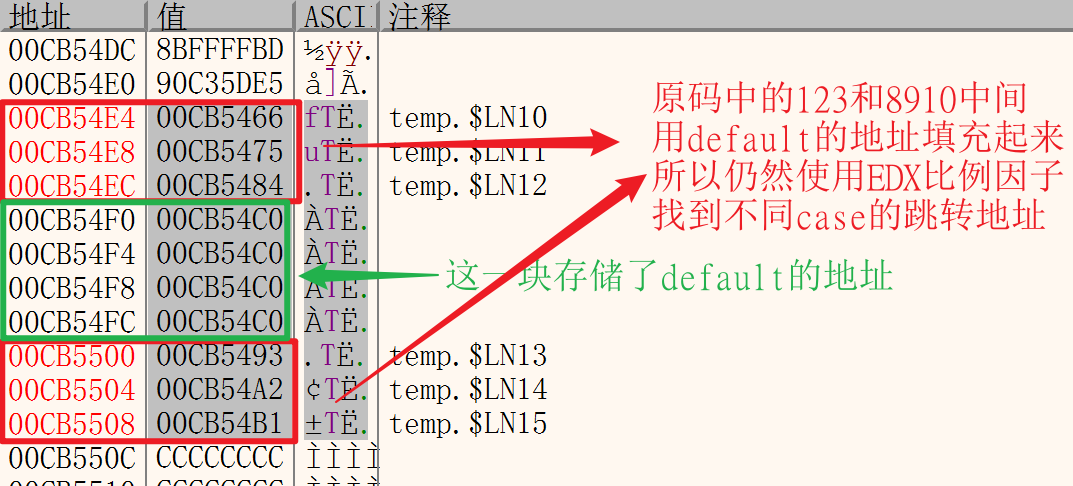 地址 值 ASCII 注释
00CB54DC 8BFFFFBD ½ÿÿ.
00CB54E0 90C35DE5 å]Ã.
00CB54E4 00CB5466 fTË. temp.$LN10
00CB54E8 00CB5475 uTË. temp.$LN11
00CB54EC 00CB5484 .TË. temp.$LN12
00CB54F0 00CB54C0 ÀTË.
00CB54F4 00CB54C0 ÀTË.
00CB54F8 00CB54C0 ÀTË.
00CB54FC 00CB54C0 ÀTË.
00CB5500 00CB5493 .TË. temp.$LN13
00CB5504 00CB54A2 ¢TË. temp.$LN14
00CB5508 00CB54B1 ±TË. temp.$LN15
00CB550C CCCCCCCC ÌÌÌÌ
原码中的123和8910中间
用default的地址填充起来
所以仍然使用EDX比例因子
找到不同case的跳转地址
这一块存储了default的地址